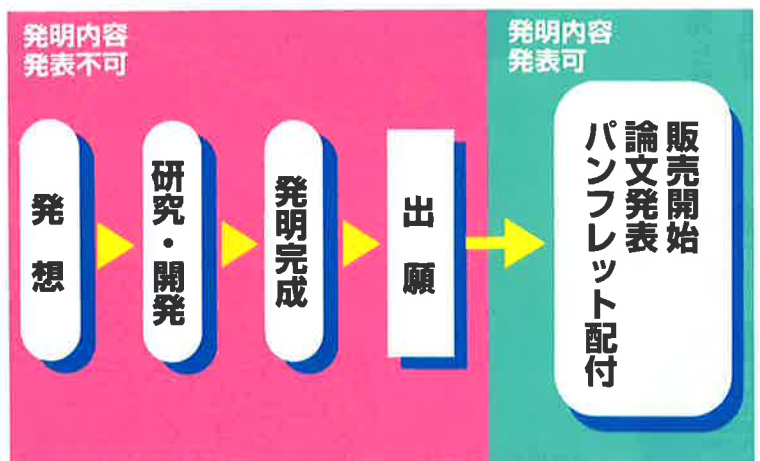 発明内容
発表不可
発明内容
発表可
発想
研究・開発
発明完成
出願
販売開始
論文発表
パンフレット配付